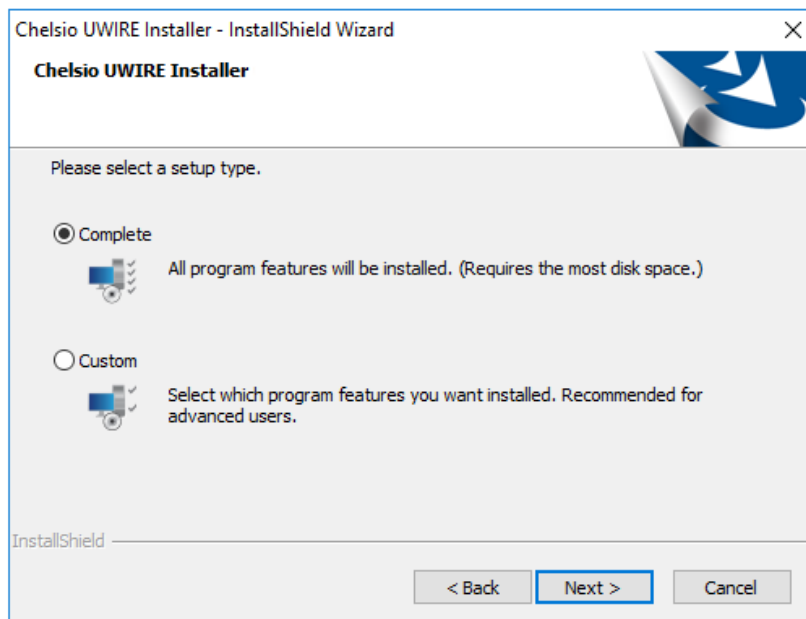 Chelsio UWIRE Installer - InstallShield Wizard
Chelsio UWIRE Installer
Please select a setup type.
Complete
All program features will be installed. (Requires the most disk space.)
Custom
Select which program features you want installed. Recommended for
advanced users.
InstallShield
< Back Next > Cancel